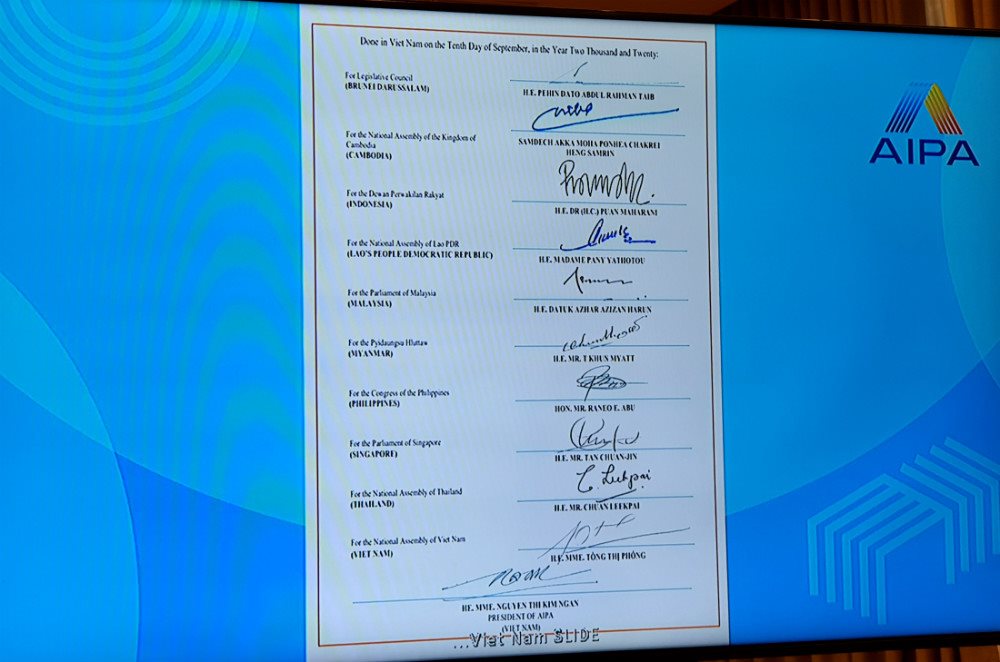 Done in Viet Nam on the Tenth Day of September, in the Year Two Thousand and Twenty:
For Legislative Council
(BRUNEI DARUSSALAM)
H.E. PEHIN DATO ABDUL RAHMAN TAIB
For the National Assembly of the Kingdom of
Cambodia
(CAMBODIA)
SAMDECH AKKA MOHA PONHEA CHAKREI
HENG SAMRIN
For the Dewan Perwakilan Rakyat
(INDONESIA)
H.E. DR (H.C.) PUAN MAHARANI
For the National Assembly of Lao PDR
(LAO'S PEOPLE DEMOCRATIC REPUBLIC)
H.E. MADAME PANY YATHOTOU
For the Parliament of Malaysia
(MALAYSIA)
H.E. DATUK AZHAR AZIZAN HARUN
For the Pyidaungsu Hluttaw
(MYANMAR)
H.E. MR. T KHUN MYATT
For the Congress of the Philippines
(PHILIPPINES)
HON. MR. RANEO E. ABU
For the Parliament of Singapore
(SINGAPORE)
H.E. MR. TAN CHUAN-JIN
For the National Assembly of Thailand
(THAILAND)
C. Leekpai
H.E. MR. CHUAN LEEKPAI
For the National Assembly of Viet Nam
(VIET NAM)
H.E. MME. TÒNG THỊ PHÓNG
HE. MME. NGUYEN THI KIM NGAN
PRESIDENT OF AIPA
(VIET NAM)
...Viet Nam SLIDE
AIPA